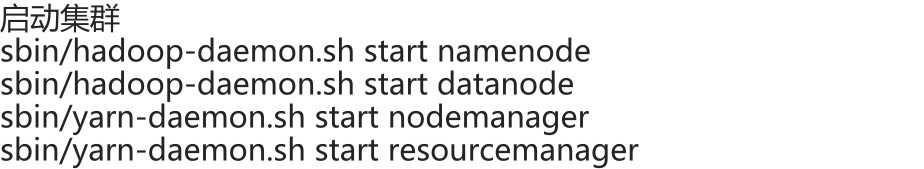 启动集群
sbin/hadoop-daemon.sh start namenode
sbin/hadoop-daemon.sh start datanode
sbin/yarn-daemon.sh start nodemanager
sbin/yarn-daemon.sh start resourcemanager